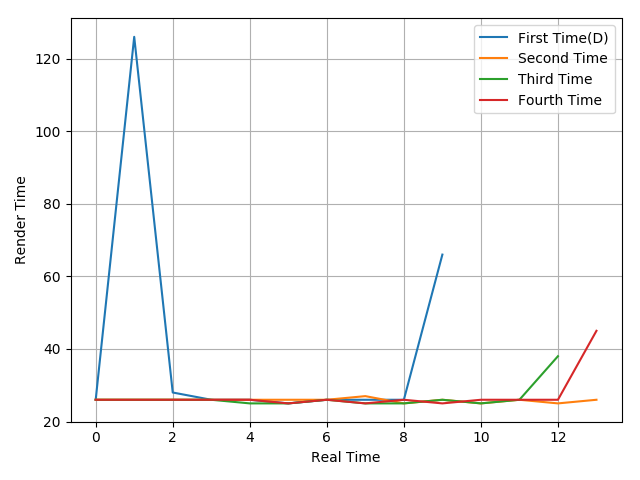 First Time(D)
Second Time
Third Time
Fourth Time
120
100
80
60
40
20
Render Time
0 2 4 6 8 10 12
Real Time